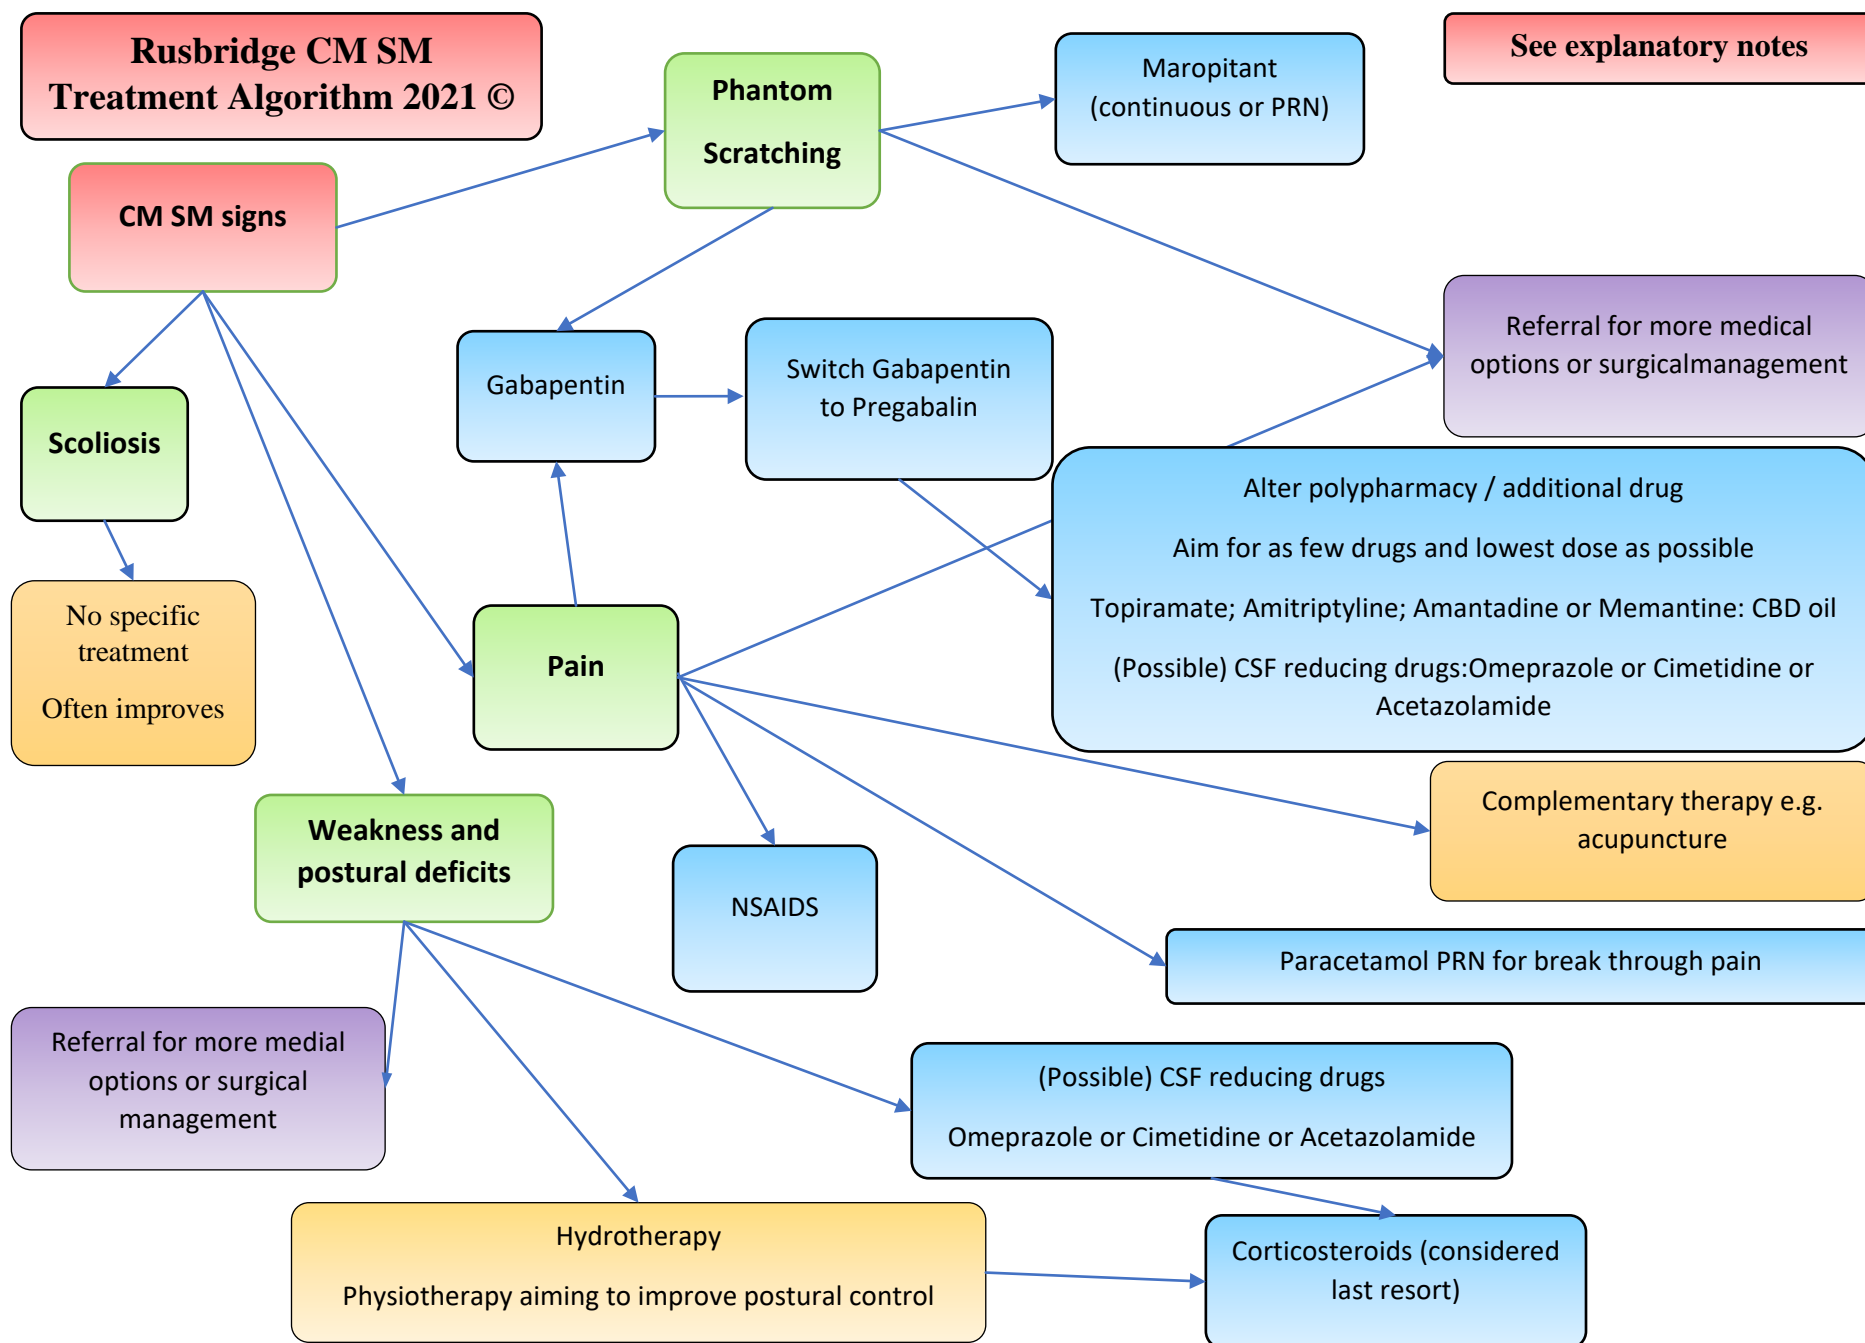 Rusbridge CM SM
Treatment Algorithm 2021 ©
See explanatory notes
Phantom
Scratching
Maropitant
(continuous or PRN)
CM SM signs
Referral for more medical
options or surgicalmanagement
Gabapentin
Switch Gabapentin
to Pregabalin
Scoliosis
Alter polypharmacy / additional drug
Aim for as few drugs and lowest dose as possible
Topiramate; Amitriptyline; Amantadine or Memantine: CBD oil
(Possible) CSF reducing drugs:Omeprazole or Cimetidine or
Acetazolamide
No specific
treatment
Often improves
Pain
Complementary therapy e.g.
acupuncture
Weakness and
postural deficits
NSAIDS
Paracetamol PRN for break through pain
Referral for more medial
options or surgical
management
(Possible) CSF reducing drugs
Omeprazole or Cimetidine or Acetazolamide
Hydrotherapy
Physiotherapy aiming to improve postural control
Corticosteroids (considered
last resort)